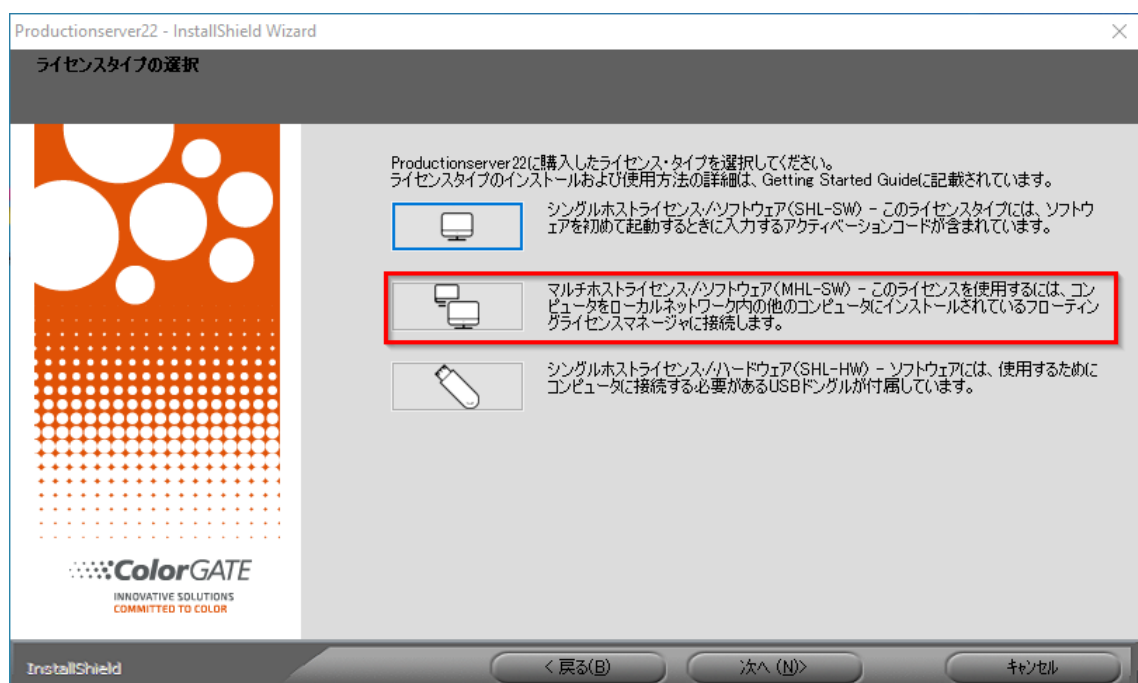 Productionserver22 - InstallShield Wizard
ライセンスタイプの選択
Productionserver22に購入したライセンス・タイプを選択してください。
ライセンスタイプのインストールおよび使用方法の詳細は、Getting Started Guideに記載されています。
シングルホストライセンス/ソフトウェア(SHL-SW) - このライセンスタイプには、ソフトウ
ェアを初めて起動するときに入力するアクティベーションコードが含まれています。
マルチホストライセンス/ソフトウェア(MHL-SW) - このライセンスを使用するには、コン
ピュータをローカルネットワーク内の他のコンピュータにインストールされているフローティン
グライセンスマネージャに接続します。
シングルホストライセンス/ハードウェア(SHL-HW) - ソフトウェアには、使用するために
コンピュータに接続する必要があるUSBドングルが付属しています。
ColorGATE
INNOVATIVE SOLUTIONS
COMMITTED TO COLOR
InstallShield
< 戻る(B)
次へ (N)>
キャンセル